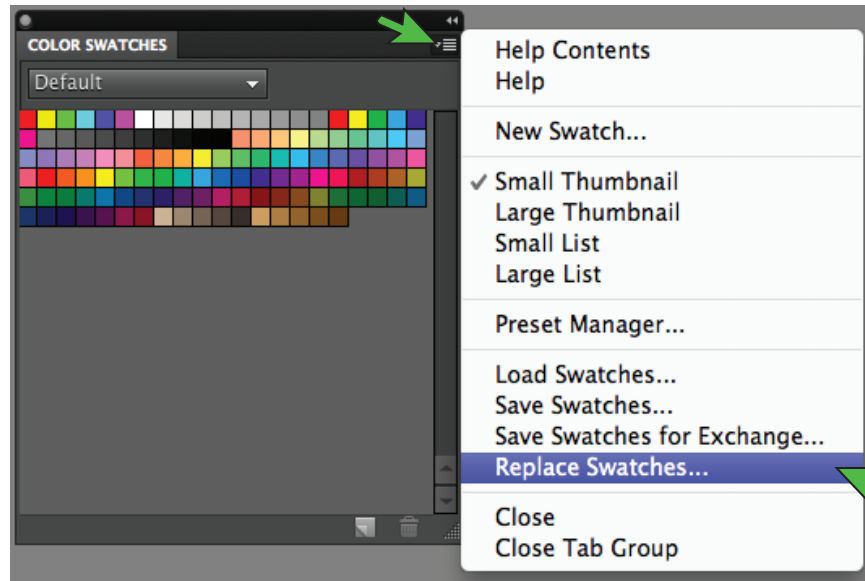 COLOR SWATCHES
Default
Help Contents
Help
New Swatch...
Small Thumbnail
Large Thumbnail
Small List
Large List
Preset Manager...
Load Swatches...
Save Swatches...
Save Swatches for Exchange...
Replace Swatches...
Close
Close Tab Group